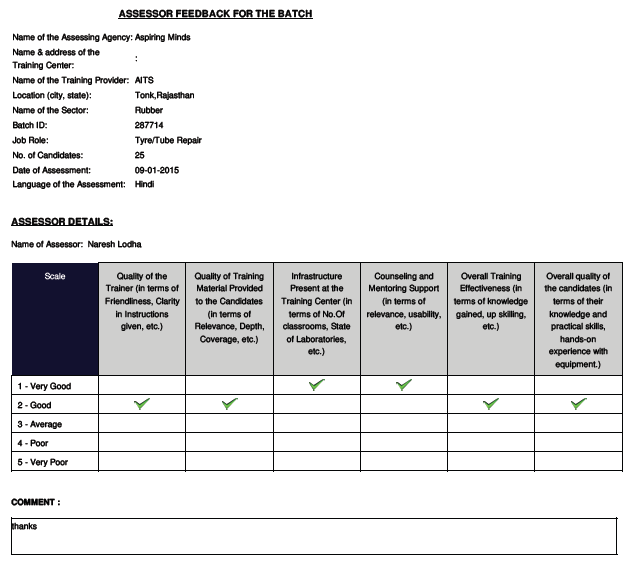 ASSESSOR FEEDBACK FOR THE BATCH
Name of the Assessing Agency: Aspiring Minds
Name & address of the
Training Center: :
Name of the Training Provider: AITS
Location (city, state): Tonk,Rajasthan
Name of the Sector: Rubber
Batch ID: 287714
Job Role: Tyre/Tube Repair
No. of Candidates: 25
Date of Assessment: 09-01-2015
Language of the Assessment: Hindi
ASSESSOR DETAILS:
Name of Assessor: Naresh Lodha
Scale
Quality of the
Trainer (in terms of
Friendliness, Clarity
in Instructions
given, etc.)
Quality of Training
Material Provided
to the Candidates
(in terms of
Relevance, Depth,
Coverage, etc.)
Infrastructure
Present at the
Training Center (in
terms of No.Of
classrooms, State
of Laboratories,
etc.)
Counseling and
Mentoring Support
(in terms of
relevance, usability,
etc.)
Overall Training
Effectiveness (in
terms of knowledge
gained, up skilling,
etc.)
Overall quality of
the candidates (in
terms of their
knowledge and
practical skills,
hands-on
experience with
equipment.)
1 - Very Good
2 - Good
3 - Average
4 - Poor
5 - Very Poor
COMMENT :
thanks